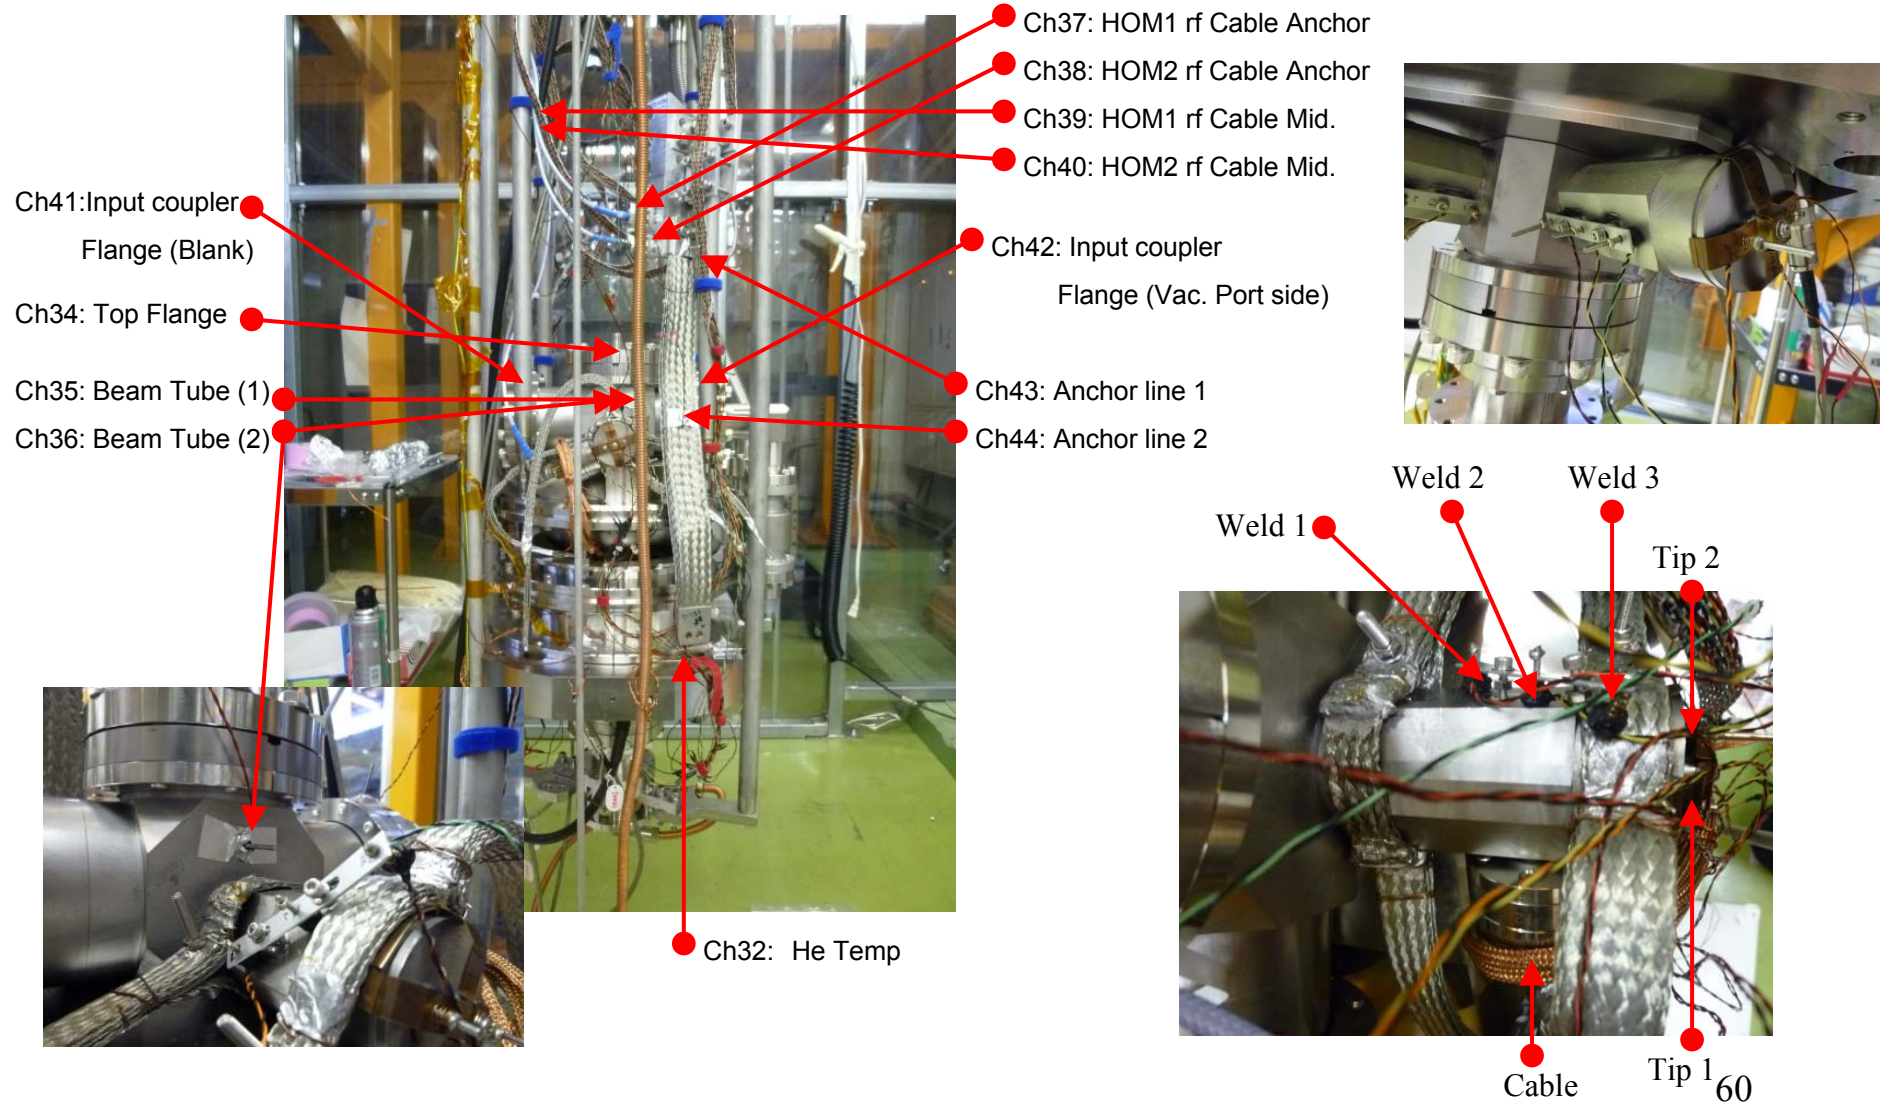 Ch37: HOM1 rf Cable Anchor
Ch38: HOM2 rf Cable Anchor
Ch39: HOM1 rf Cable Mid.
Ch40: HOM2 rf Cable Mid.
Ch41:Input coupler
Flange (Blank)
Ch42: Input coupler
Flange (Vac. Port side)
Ch34: Top Flange
Ch35: Beam Tube (1)
Ch36: Beam Tube (2)
Ch43: Anchor line 1
Ch44: Anchor line 2
Weld 1
Weld 2
Weld 3
Tip 2
Ch32: He Temp
Cable
Tip 1
60